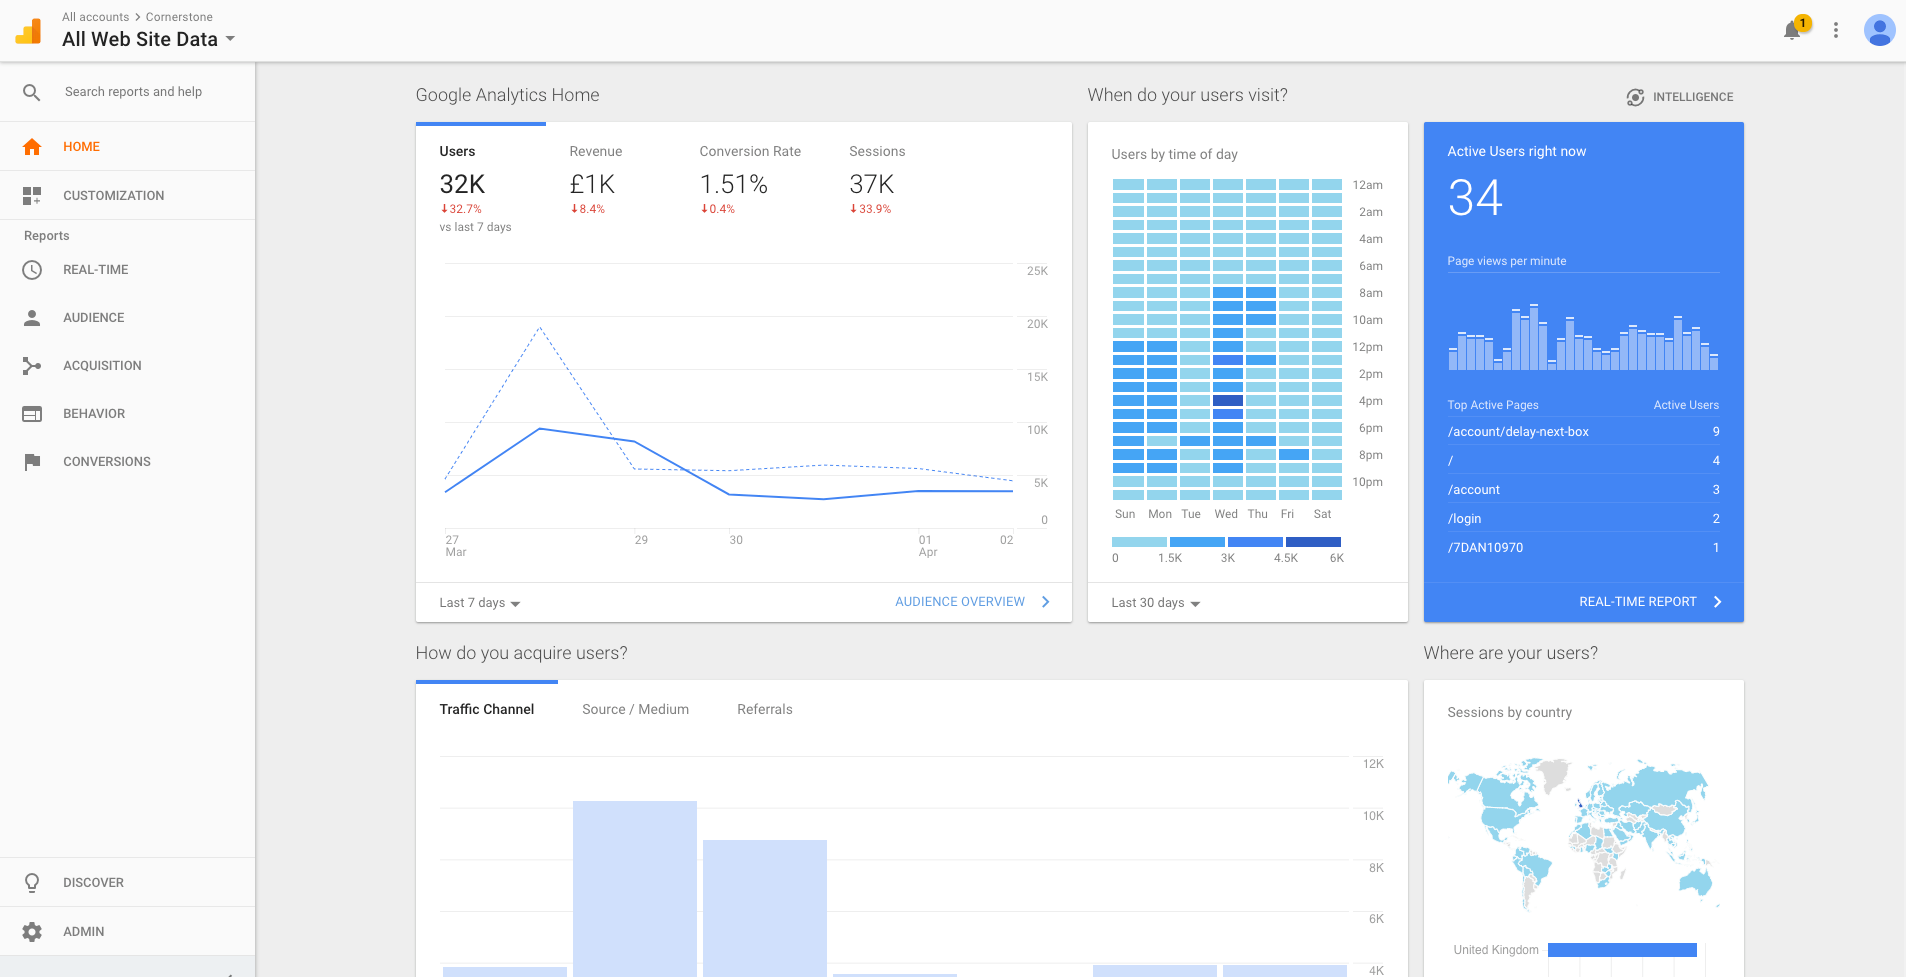 All accounts > Cornerstone
All Web Site Data
1
Search reports and help
HOME
CUSTOMIZATION
Reports
REAL-TIME
AUDIENCE
ACQUISITION
BEHAVIOR
CONVERSIONS
DISCOVER
ADMIN
Google Analytics Home
Users
32K
32.7%
vs last 7 days
Revenue
£1K
8.4%
Conversion Rate
1.51%
0.4%
Sessions
37K
33.9%
25K
20K
15K
10K
5K
0
27 29 30 01 02
Mar Apr
Last 7 days
AUDIENCE OVERVIEW
When do your users visit?
Users by time of day
12am
2am
4am
6am
8am
10am
12pm
2pm
4pm
6pm
8pm
10pm
Sun Mon Tue Wed Thu Fri Sat
0 1.5K 3K 4.5K 6K
Last 30 days
INTELLIGENCE
Active Users right now
34
Page views per minute
Top Active Pages Active Users
/account/delay-next-box 9
/ 4
/account 3
/login 2
/7DAN10970 1
REAL-TIME REPORT
How do you acquire users?
Traffic Channel Source / Medium Referrals
12K
10K
8K
6K
4K
Where are your users?
Sessions by country
United Kingdom